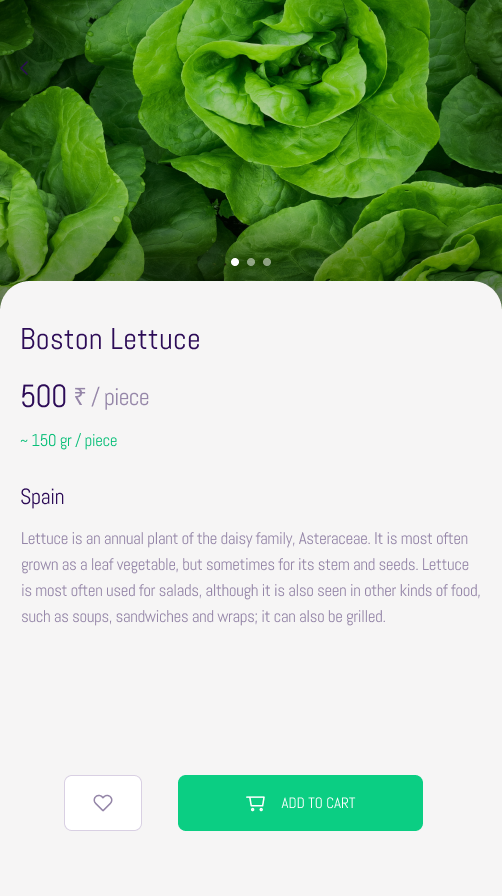 Boston Lettuce
500 ₹ / piece
~ 150 gr / piece
Spain
Lettuce is an annual plant of the daisy family, Asteraceae. It is most often
grown as a leaf vegetable, but sometimes for its stem and seeds. Lettuce
is most often used for salads, although it is also seen in other kinds of food,
such as soups, sandwiches and wraps; it can also be grilled.
ADD TO CART